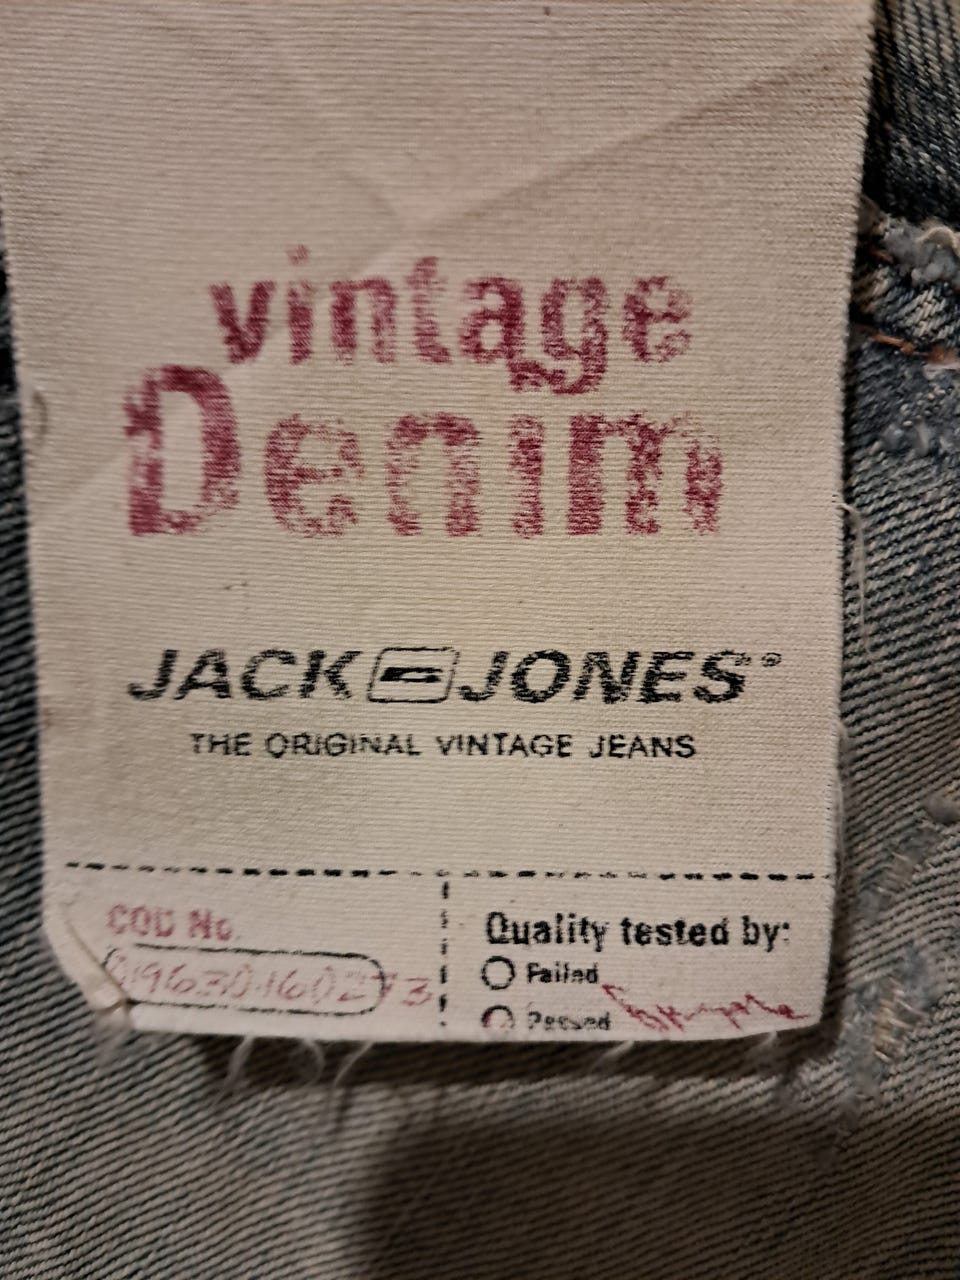 vintage
Denim
JACK JONES®
THE ORIGINAL VINTAGE JEANS
COD No.
Quality tested by:
Failed
Passed